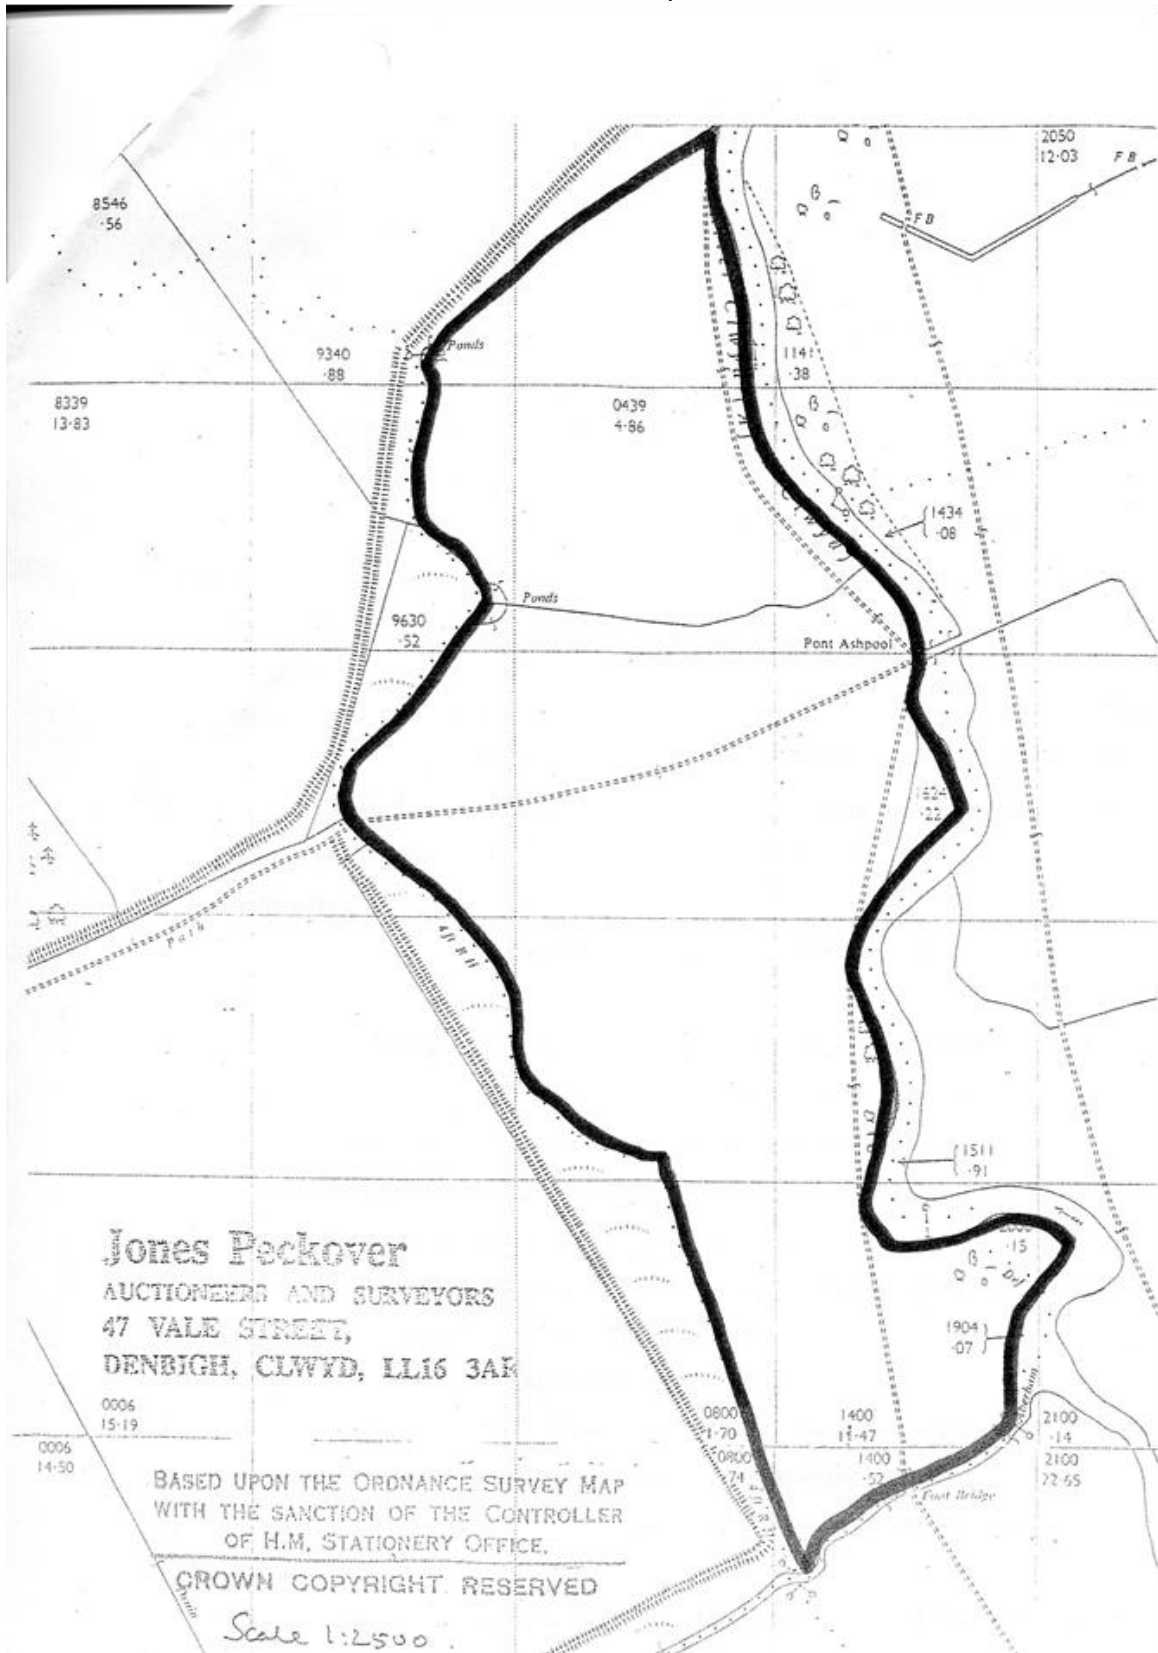 2050
12·03
F B
8546
·56
F B
Ponds
9340
·88
1141
·38
8339
13·83
0439
4·86
Clwyd
1434
·08
Ponds
9630
·52
Pont Ashpool
Path
4ft R H
1511
·91
·15
Jones Peckover
AUCTIONEERS AND SURVEYORS
47 VALE STREET,
DENBIGH, CLWYD, LL16
1904
·07
0006
15·19
0800
1·70
1400
11·47
2100
·14
0006
14·50
0800
·74
1400
·52
2100
22·65
BASED UPON THE ORDNANCE SURVEY MAP
WITH THE SANCTION OF THE CONTROLLER
OF H.M. STATIONERY OFFICE.
Foot Bridge
CROWN COPYRIGHT RESERVED
Drain
Scale 1:2500.